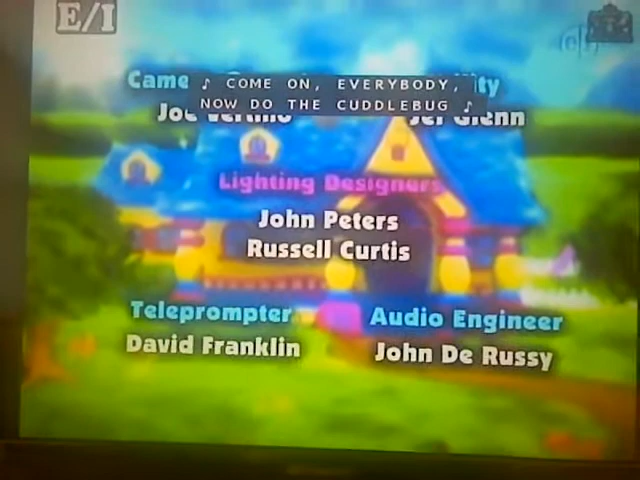 E/I
e/i
♪ COME ON, EVERYBODY,
NOW DO THE CUDDLEBUG ♪
Lighting Designers
John Peters
Russell Curtis
Teleprompter Audio Engineer
David Franklin John De Russy